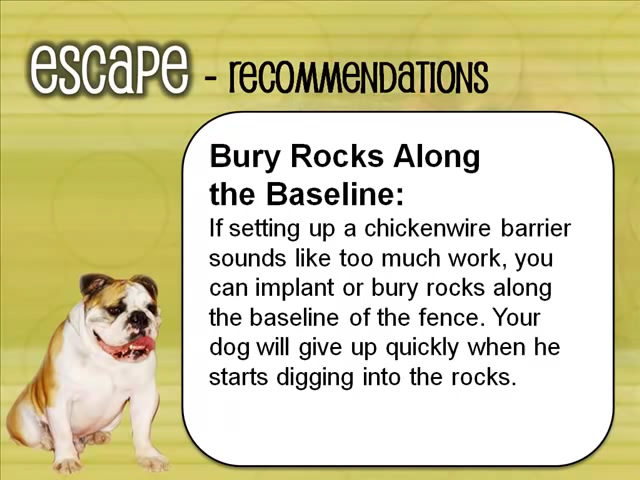 escape - recommendations
Bury Rocks Along
the Baseline:
If setting up a chickenwire barrier
sounds like too much work, you
can implant or bury rocks along
the baseline of the fence. Your
dog will give up quickly when he
starts digging into the rocks.